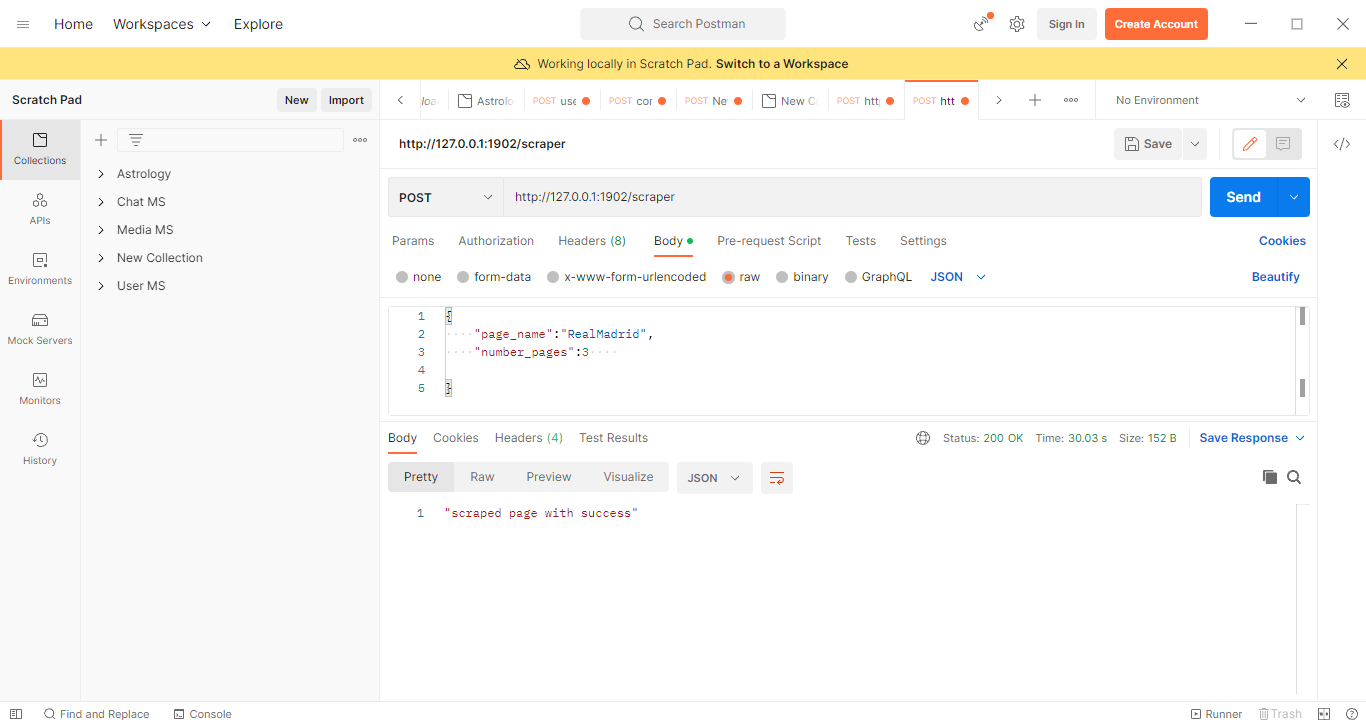 Home Workspaces Explore Search Postman Sign In Create Account
Working locally in Scratch Pad. Switch to a Workspace
Scratch Pad New Import
Astrolo POST use POST cor POST Ne New C POST htt POST htt No Environment
Collections
APIs
Environments
Mock Servers
Monitors
History
Astrology
Chat MS
Media MS
New Collection
User MS
http://127.0.0.1:1902/scraper Save
POST http://127.0.0.1:1902/scraper Send
Params Authorization Headers (8) Body Pre-request Script Tests Settings Cookies
none form-data x-www-form-urlencoded raw binary GraphQL JSON Beautify
1 {
2 "page_name":"RealMadrid",
3 "number_pages":3
4
5 }
Body Cookies Headers (4) Test Results Status: 200 OK Time: 30.03 s Size: 152 B Save Response
Pretty Raw Preview Visualize JSON
1 "scraped page with success"
Find and Replace Console Runner Trash